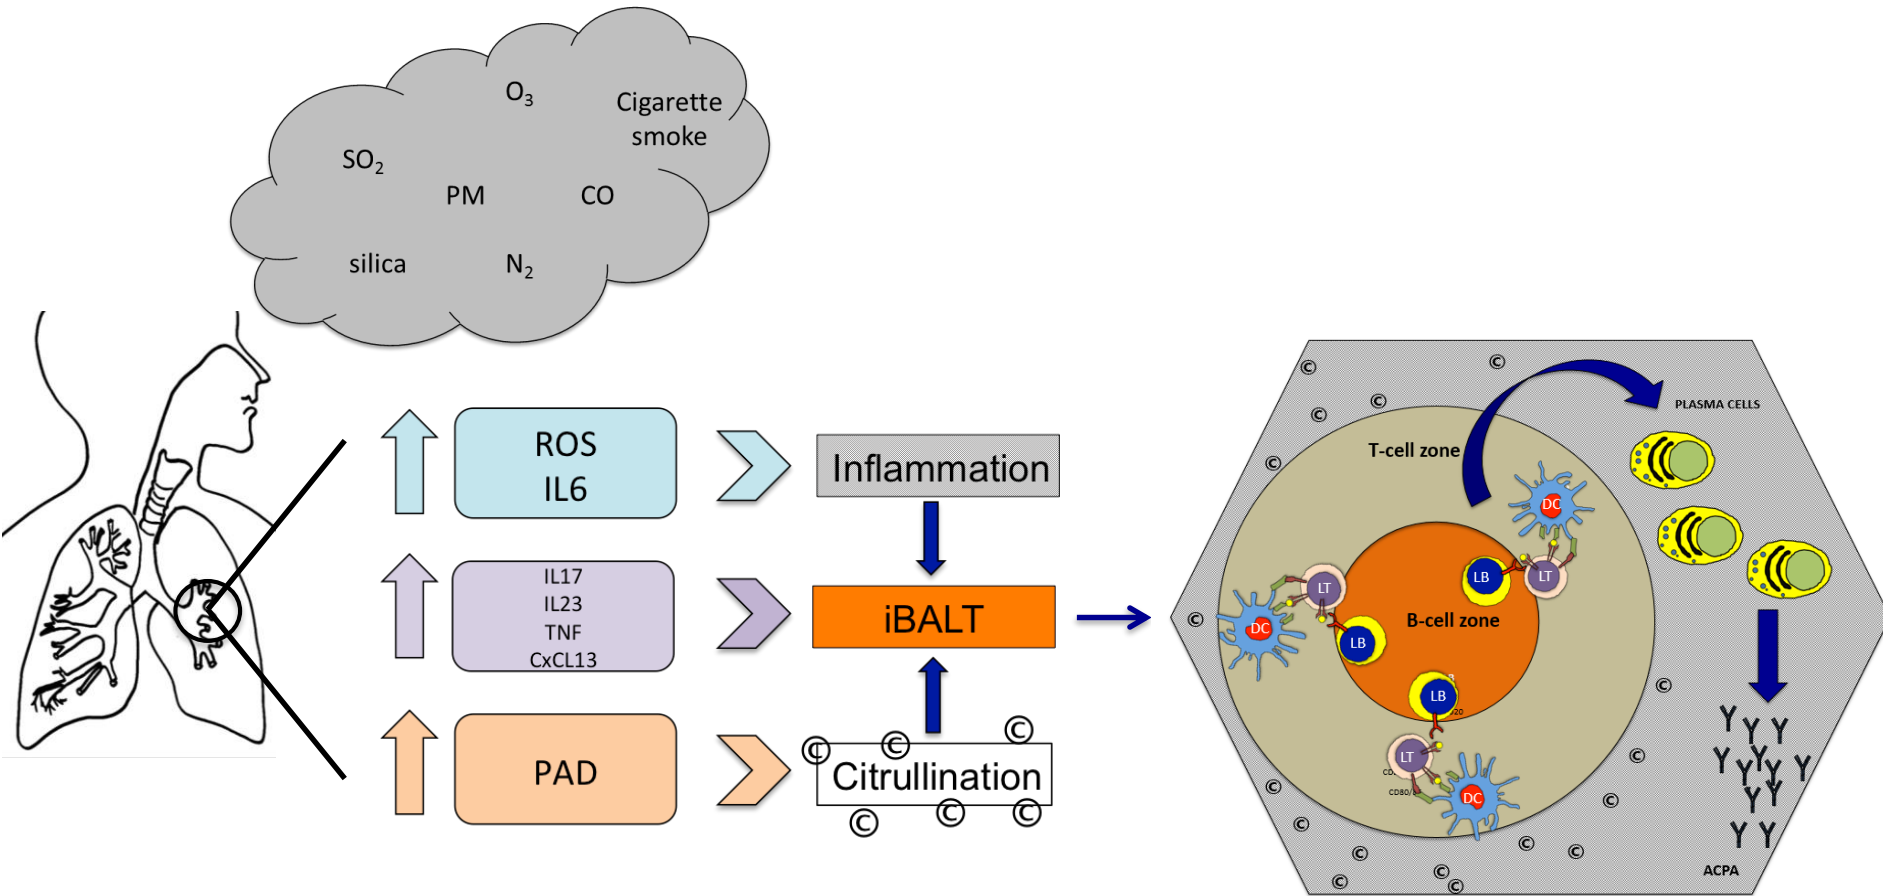 O3
Cigarette
smoke
SO2
PM
CO
silica
N2
ROS
IL6
Inflammation
IL17
IL23
TNF
CxCL13
iBALT
PAD
Citrullination
© © ©
© © ©
PLASMA CELLS
T-cell zone
B-cell zone
DC
LB
LT
LT
DC
LB
LB
LT
DC
CD80/
ACPA
© © © © © © © © © © © © © © © © ©